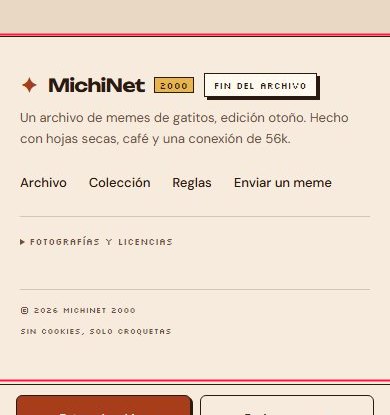 MichiNet 2000 FIN DEL ARCHIVO
Un archivo de memes de gatitos, edición otoño. Hecho
con hojas secas, café y una conexión de 56k.
Archivo Colección Reglas Enviar un meme
FOTOGRAFÍAS Y LICENCIAS
© 2026 MICHINET 2000
SIN COOKIES, SOLO CROQUETAS